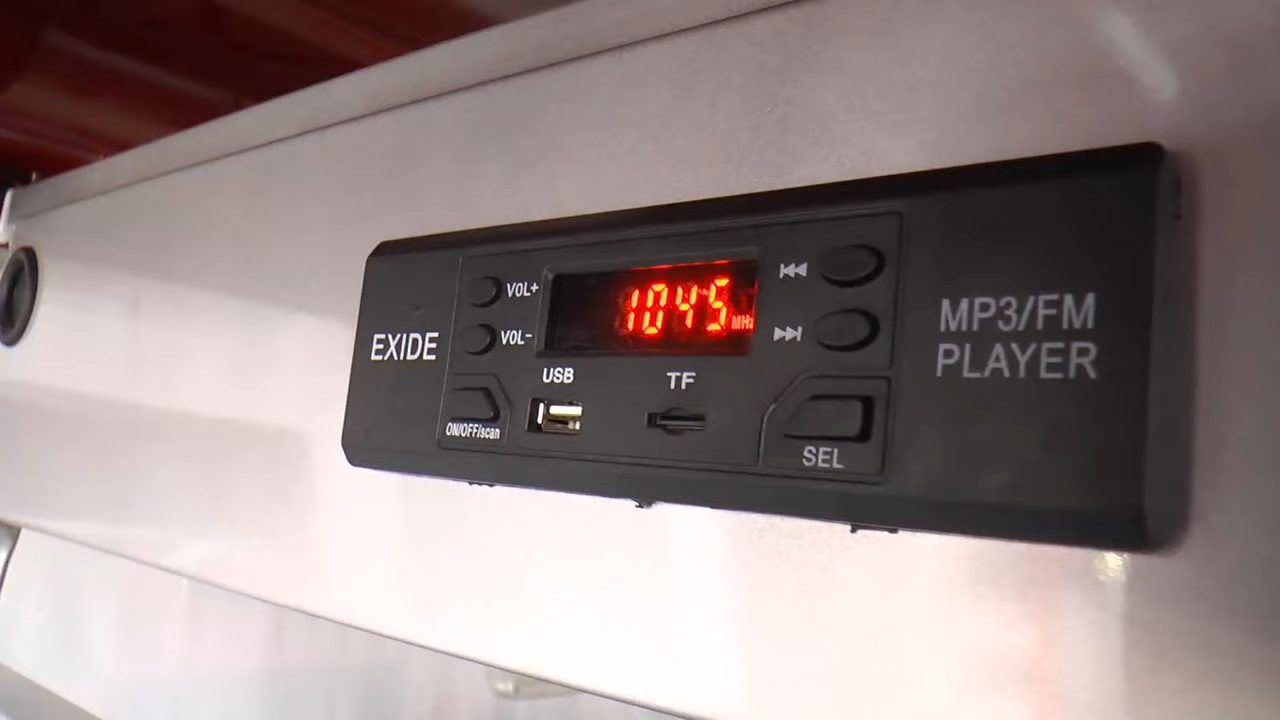 EXIDE
VOL+
VOL-
1045
MHz
USB
TF
ON/OFF/scan
SEL
MP3/FM
PLAYER